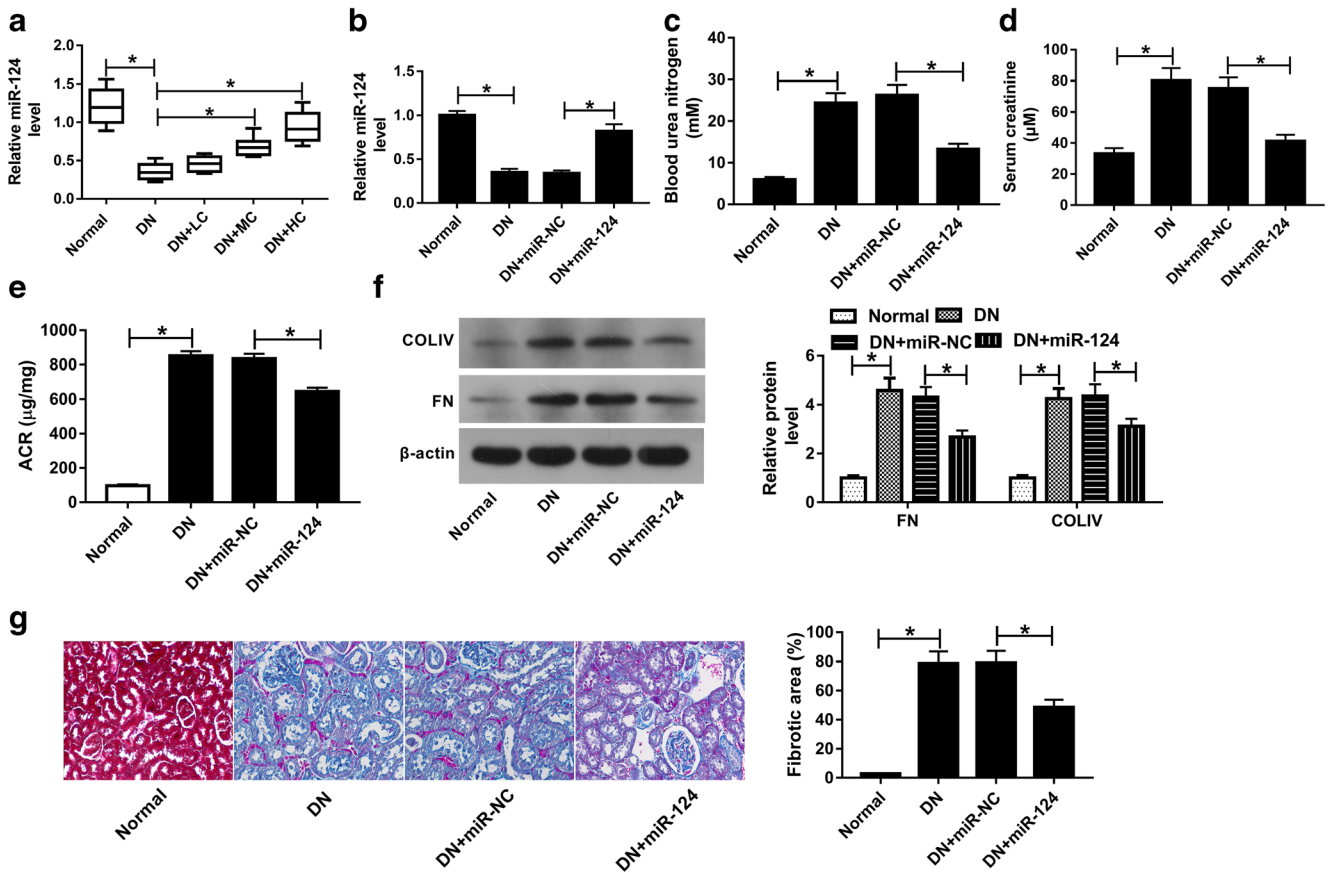 a
Relative miR-124
level
2.0
1.5
1.0
0.5
0.0
*
*
*
Normal
DN
DN+LC
DN+MC
DN+HC
b
Relative miR-124
level
1.5
1.0
0.5
0.0
*
*
Normal
DN
DN+miR-NC
DN+miR-124
c
Blood urea nitrogen
(mM)
40
30
20
10
0
*
*
Normal
DN
DN+miR-NC
DN+miR-124
d
Serum creatinine
(μM)
100
80
60
40
20
0
*
*
Normal
DN
DN+miR-NC
DN+miR-124
e
ACR (μg/mg)
1000
800
600
400
200
0
*
*
Normal
DN
DN+miR-NC
DN+miR-124
f
COLIV
FN
β-actin
Normal
DN
DN+miR-NC
DN+miR-124
Normal DN
DN+miR-NC DN+miR-124
Relative protein
level
6
4
2
0
*
*
*
*
FN COLIV
g
Normal
DN
DN+miR-NC
DN+miR-124
Fibrotic area (%)
100
80
60
40
20
0
*
*
Normal
DN
DN+miR-NC
DN+miR-124